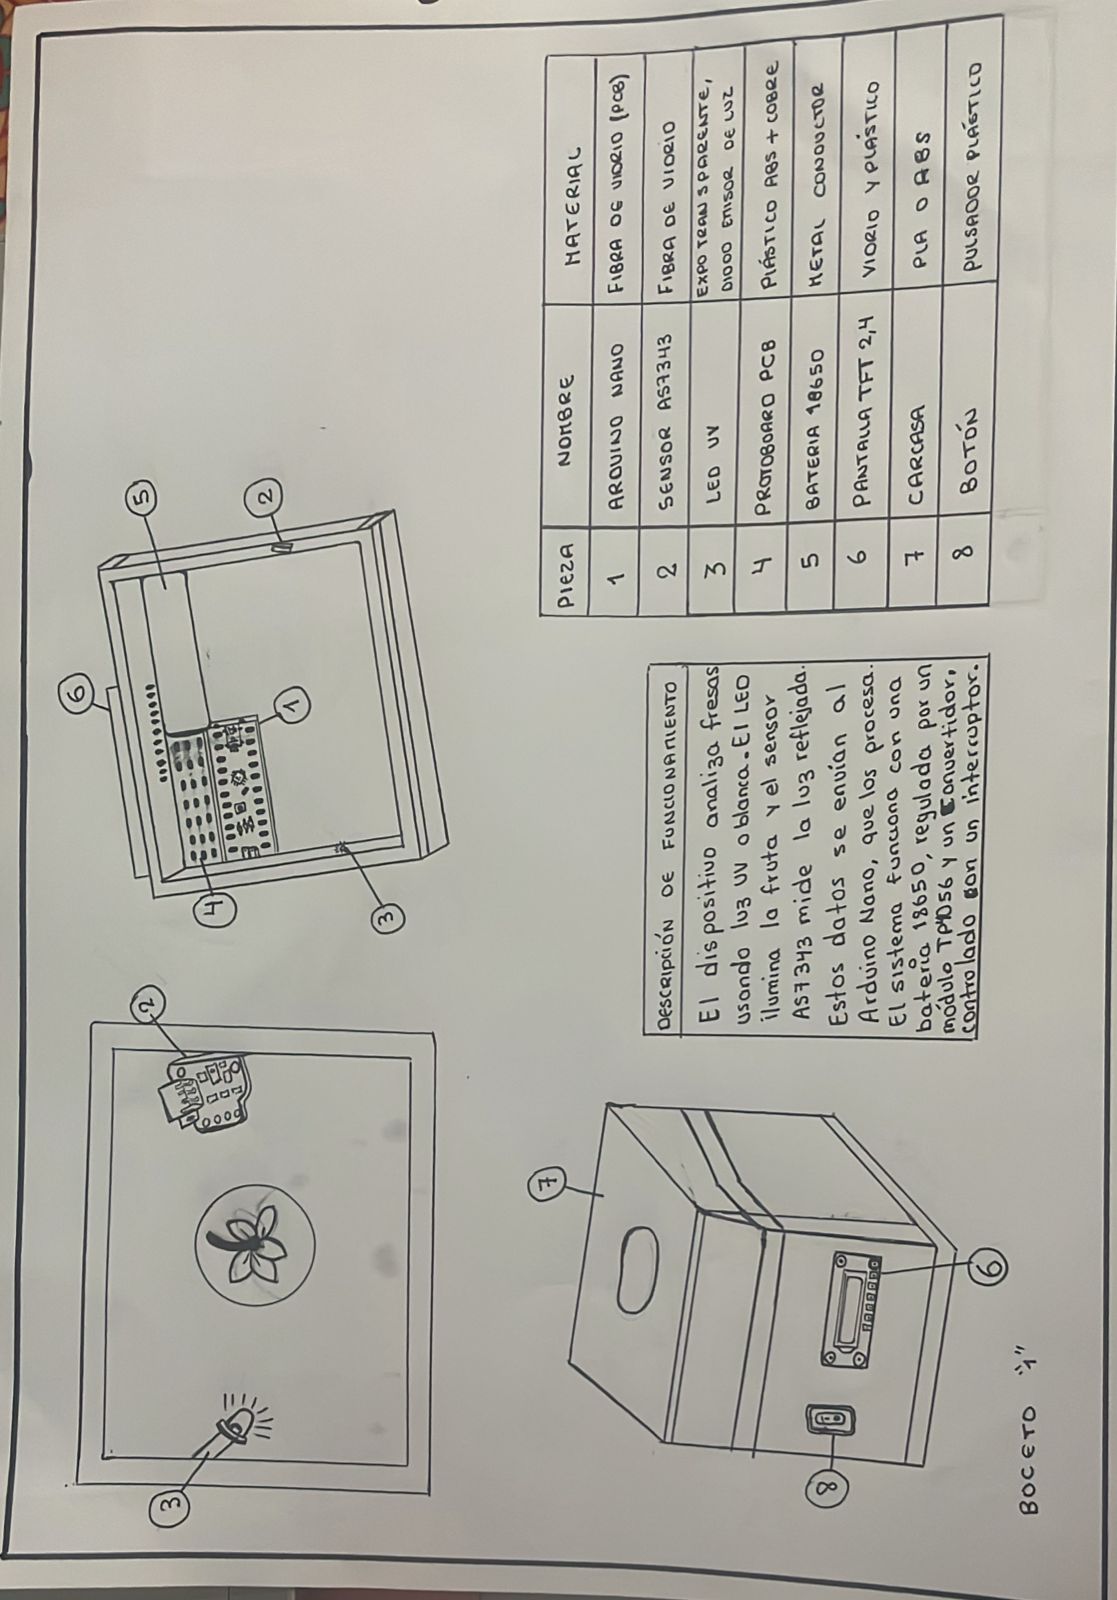 3
2
6
5
4
1
2
3
7
8
6
BOCETO "1"
DESCRIPCIÓN DE FUNCIONAMIENTO
El dispositivo analiza fresas
usando luz UV o blanca. El LED
ilumina la fruta y el sensor
AS7343 mide la luz reflejada.
Estos datos se envían al
Arduino Nano, que los procesa.
El sistema funciona con una
batería 18650, regulada por un
módulo TP4056 y un convertidor,
controlado con un interruptor.
PIEZA NOMBRE MATERIAL
1 ARDUINO NANO FIBRA DE VIDRIO (PCB)
2 SENSOR AS7343 FIBRA DE VIDRIO
3 LED UV EXPO TRANSPARENTE, DIODO EMISOR DE LUZ
4 PROTOBOARD PCB PLÁSTICO ABS + COBRE
5 BATERIA 18650 METAL CONDUCTOR
6 PANTALLA TFT 2,4 VIDRIO Y PLÁSTICO
7 CARCASA PLA O ABS
8 BOTÓN PULSADOR PLÁSTICO